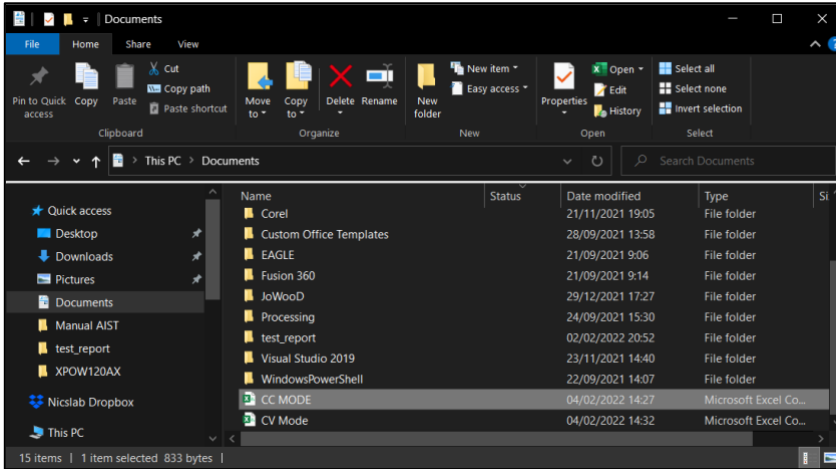 Documents
File Home Share View
Pin to Quick access
Copy
Paste
Cut
Copy path
Paste shortcut
Clipboard
Move to
Copy to
Delete
Rename
Organize
New folder
New item
Easy access
New
Properties
Open
Edit
History
Open
Select all
Select none
Invert selection
Select
This PC > Documents
Search Documents
Quick access
Desktop
Downloads
Pictures
Documents
Manual AIST
test_report
XPOW120AX
Nicslab Dropbox
This PC
Name Status Date modified Type Si
Corel 21/11/2021 19:05 File folder
Custom Office Templates 28/09/2021 13:58 File folder
EAGLE 21/09/2021 9:06 File folder
Fusion 360 21/09/2021 9:14 File folder
JoWooD 29/12/2021 17:27 File folder
Processing 24/09/2021 15:30 File folder
test_report 02/02/2022 20:52 File folder
Visual Studio 2019 23/11/2021 14:40 File folder
WindowsPowerShell 22/09/2021 14:07 File folder
CC MODE 04/02/2022 14:27 Microsoft Excel Co...
CV Mode 04/02/2022 14:32 Microsoft Excel Co...
15 items | 1 item selected 833 bytes |